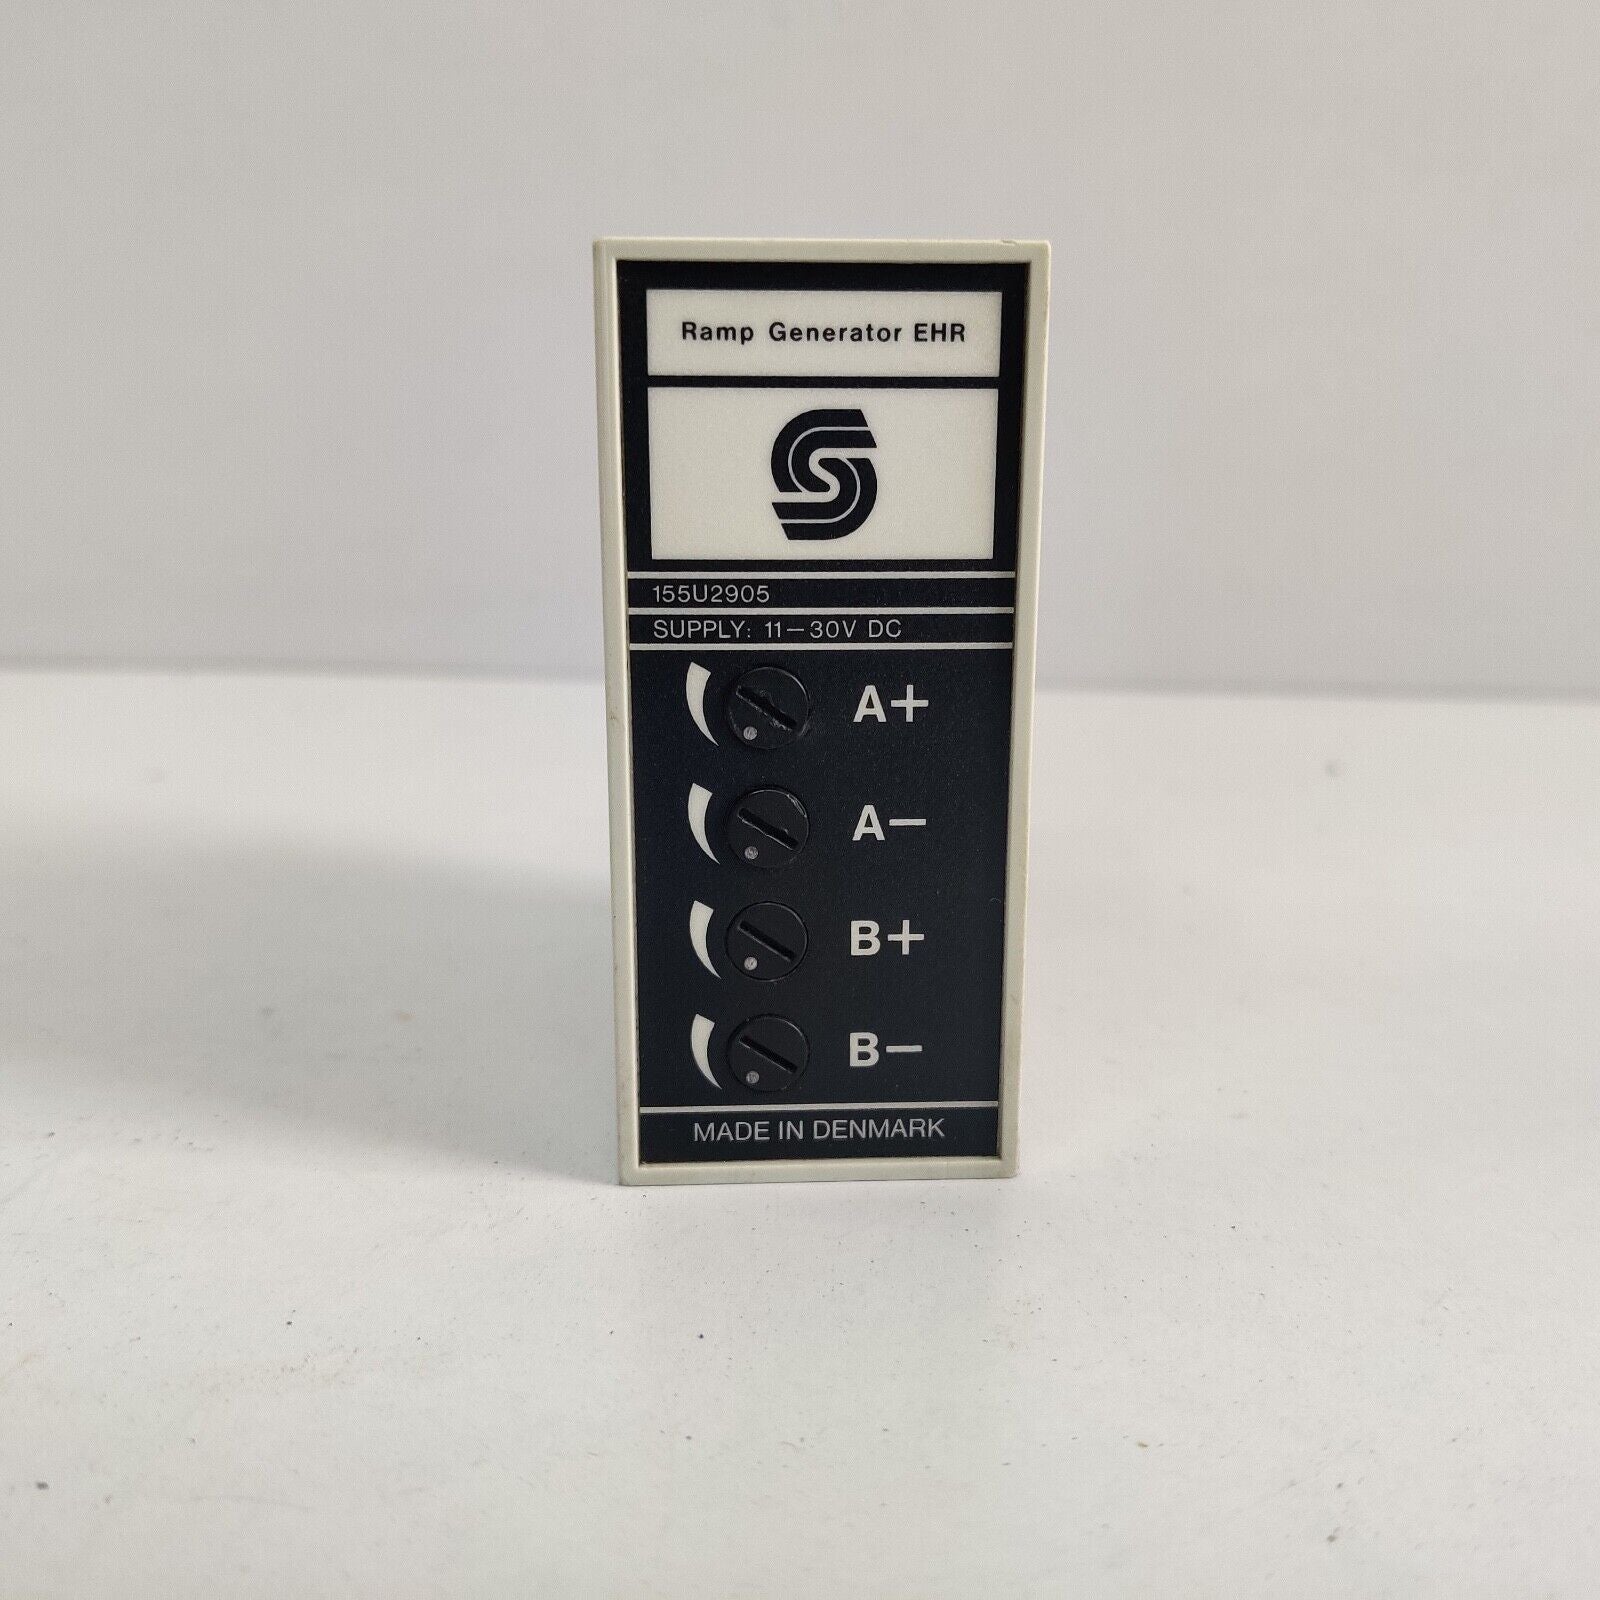 Ramp Generator EHR
155U2905
SUPPLY: 11–30V DC
A+
A−
B+
B−
MADE IN DENMARK